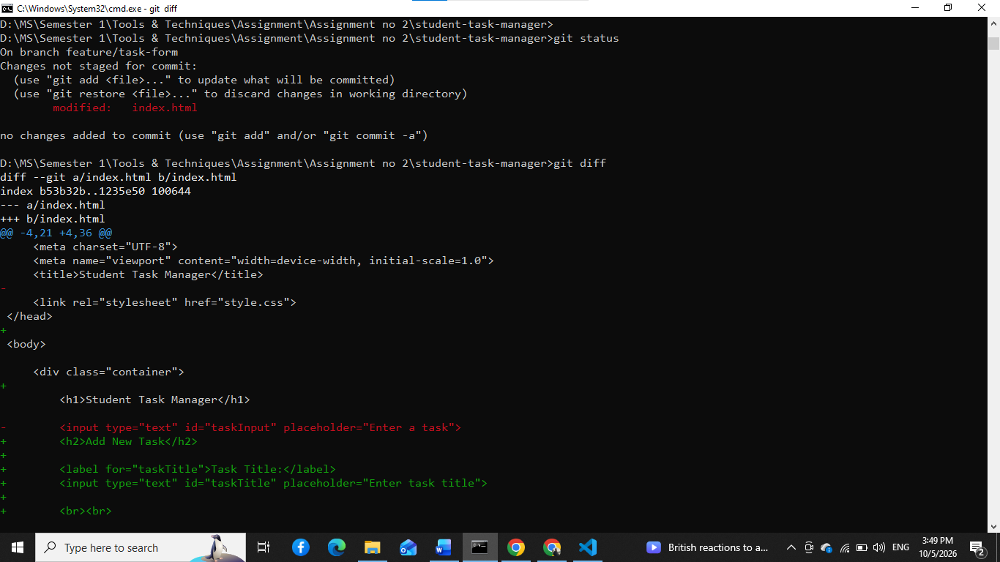 C:\Windows\System32\cmd.exe - git diff
D:\MS\Semester 1\Tools & Techniques\Assignment\Assignment no 2\student-task-manager>
D:\MS\Semester 1\Tools & Techniques\Assignment\Assignment no 2\student-task-manager>git status
On branch feature/task-form
Changes not staged for commit:
  (use "git add <file>..." to update what will be committed)
  (use "git restore <file>..." to discard changes in working directory)
        modified:   index.html
no changes added to commit (use "git add" and/or "git commit -a")
D:\MS\Semester 1\Tools & Techniques\Assignment\Assignment no 2\student-task-manager>git diff
diff --git a/index.html b/index.html
index b53b32b..1235e50 100644
--- a/index.html
+++ b/index.html
@@ -4,21 +4,36 @@
     <meta charset="UTF-8">
     <meta name="viewport" content="width=device-width, initial-scale=1.0">
     <title>Student Task Manager</title>
-
     <link rel="stylesheet" href="style.css">
 </head>
+
 <body>
     <div class="container">
+
         <h1>Student Task Manager</h1>
-        <input type="text" id="taskInput" placeholder="Enter a task">
+        <h2>Add New Task</h2>
+
+        <label for="taskTitle">Task Title:</label>
+        <input type="text" id="taskTitle" placeholder="Enter task title">
+
+        <br><br>
Type here to search
British reactions to a...
ENG
3:49 PM
10/5/2026
2